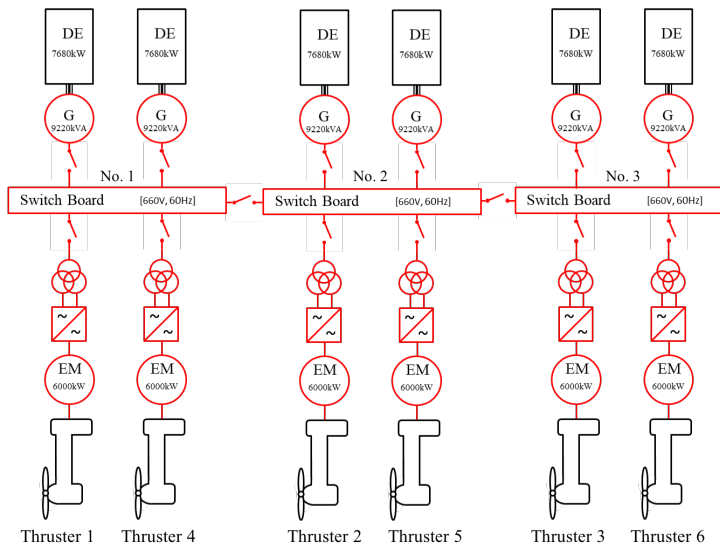 DE DE DE DE DE DE
7680kW 7680kW 7680kW 7680kW 7680kW 7680kW
G G G G G G
9220kVA 9220kVA 9220kVA 9220kVA 9220kVA 9220kVA
No. 1 No. 2 No. 3
Switch Board [660V, 60Hz] Switch Board [660V, 60Hz] Switch Board [660V, 60Hz]
~ ~ ~ ~ ~ ~
~ ~ ~ ~ ~ ~
EM EM EM EM EM EM
6000kW 6000kW 6000kW 6000kW 6000kW 6000kW
Thruster 1 Thruster 4 Thruster 2 Thruster 5 Thruster 3 Thruster 6